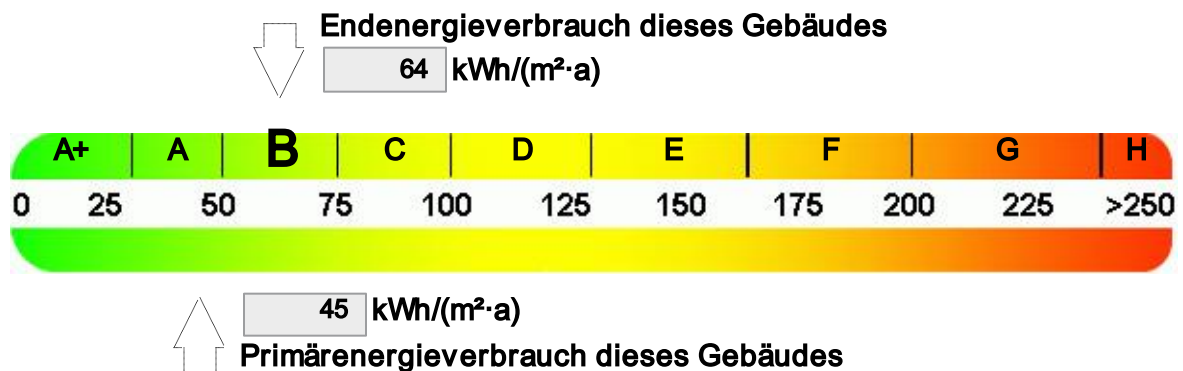 Endenergieverbrauch dieses Gebäudes
64 kWh/(m²·a)
A+ A B C D E F G H
0 25 50 75 100 125 150 175 200 225 >250
45 kWh/(m²·a)
Primärenergieverbrauch dieses Gebäudes